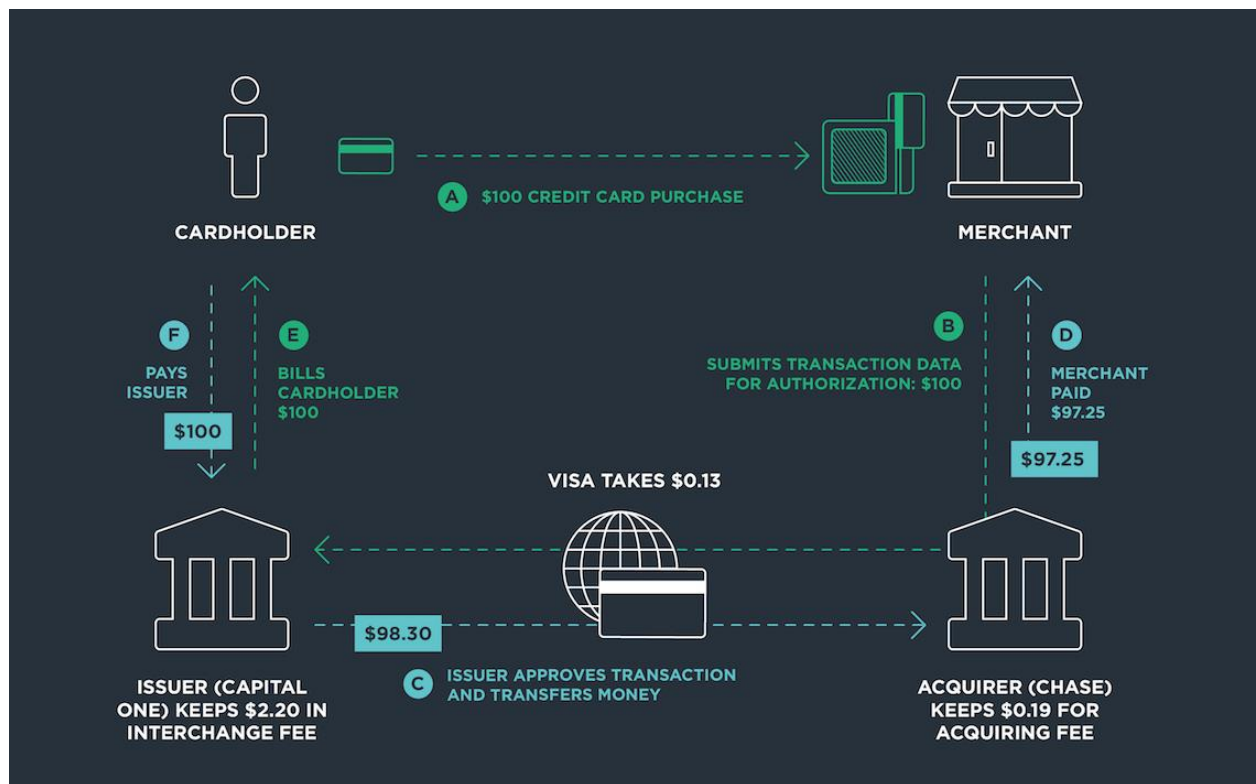 A $100 CREDIT CARD PURCHASE
CARDHOLDER
MERCHANT
F
PAYS
ISSUER
$100
E
BILLS
CARDHOLDER
$100
B
SUBMITS TRANSACTION DATA
FOR AUTHORIZATION: $100
D
MERCHANT
PAID
$97.25
$97.25
VISA TAKES $0.13
$98.30
C ISSUER APPROVES TRANSACTION
AND TRANSFERS MONEY
ISSUER (CAPITAL
ONE) KEEPS $2.20 IN
INTERCHANGE FEE
ACQUIRER (CHASE)
KEEPS $0.19 FOR
ACQUIRING FEE